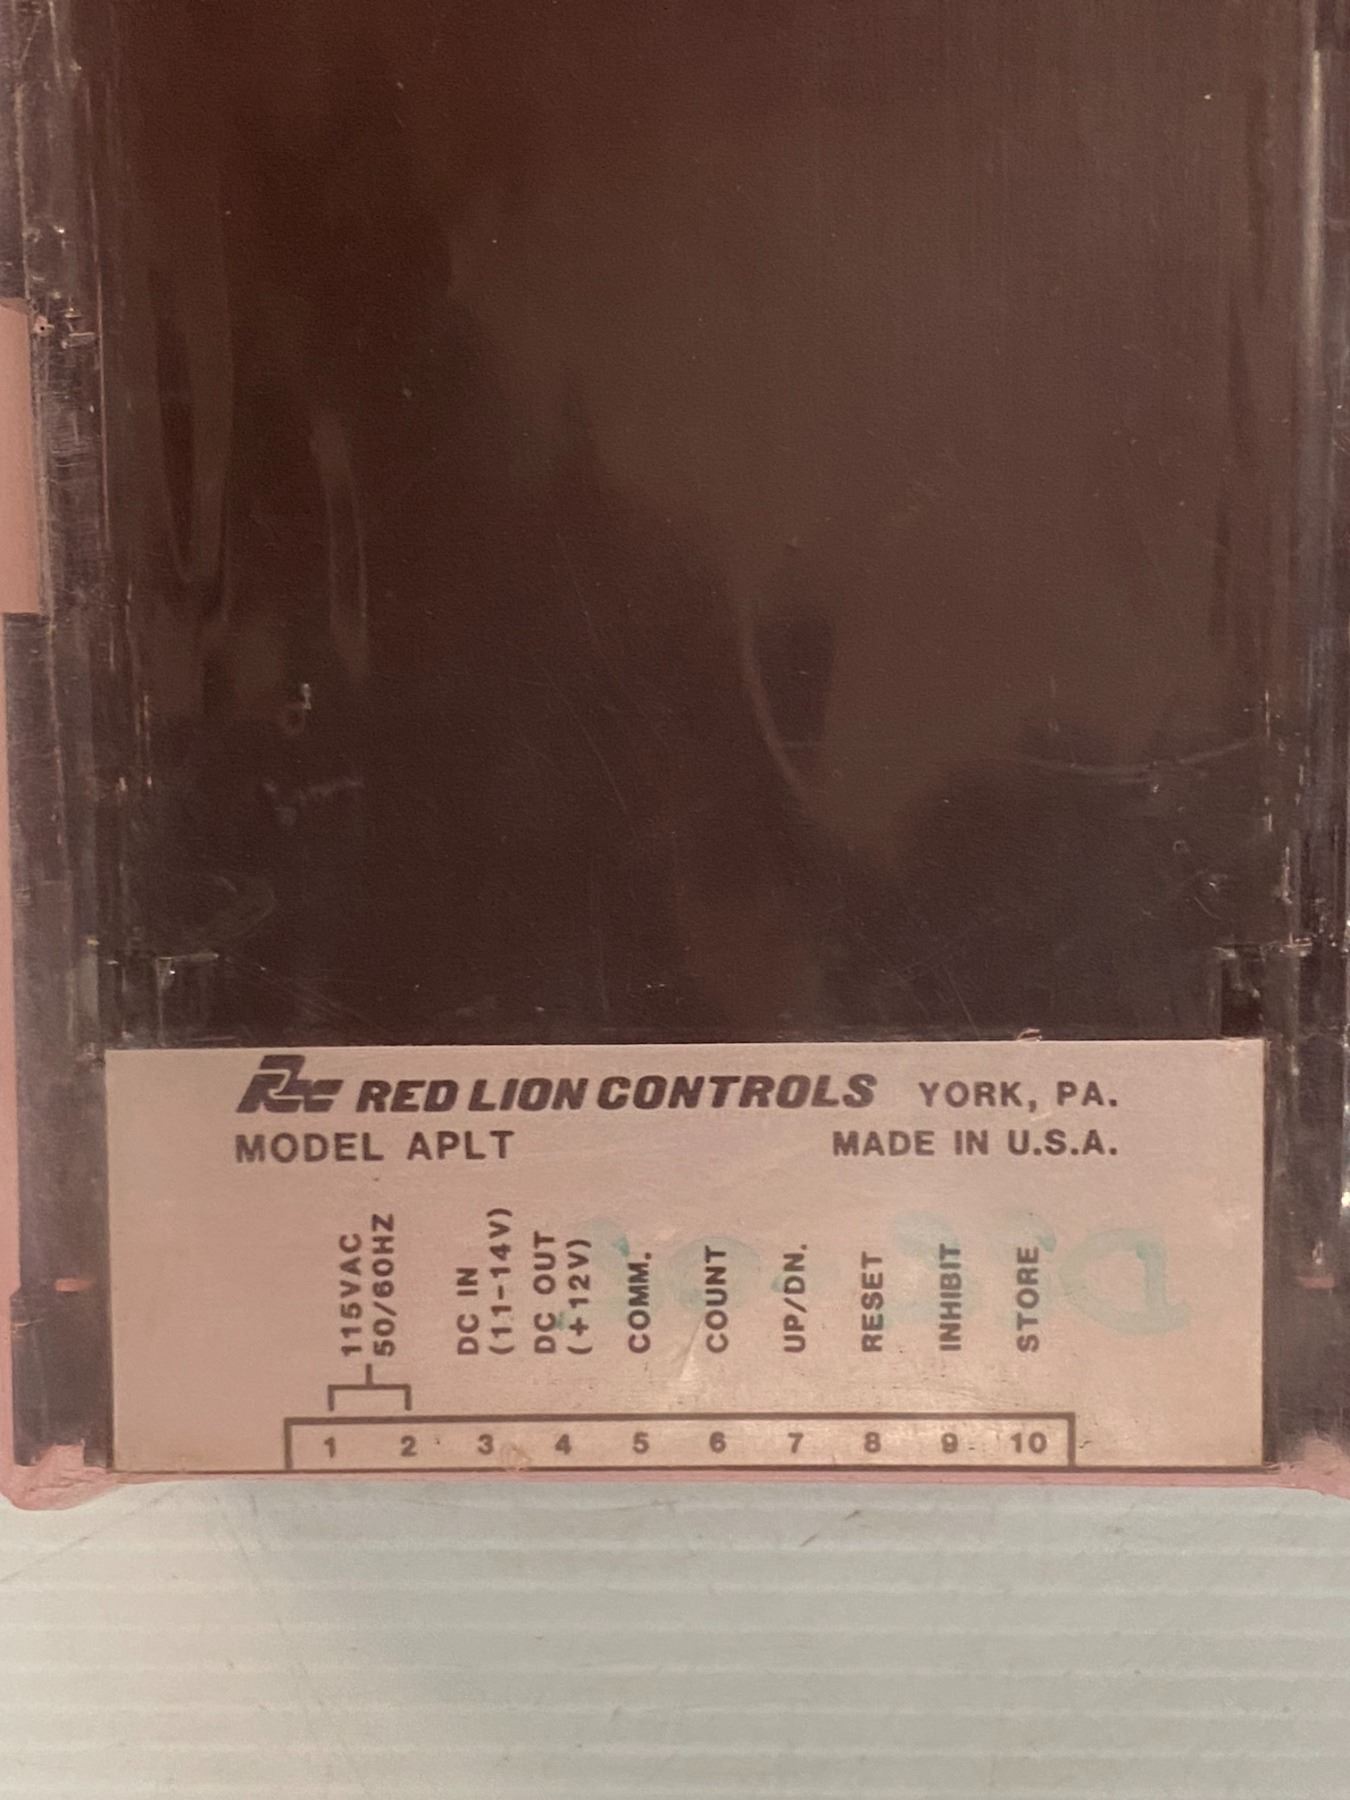 RLC RED LION CONTROLS YORK, PA.
MODEL APLT MADE IN U.S.A.
115VAC
50/60HZ
DC IN
(11-14V)
DC OUT
(+12V)
COMM.
COUNT
UP/DN.
RESET
INHIBIT
STORE
1 2 3 4 5 6 7 8 9 10